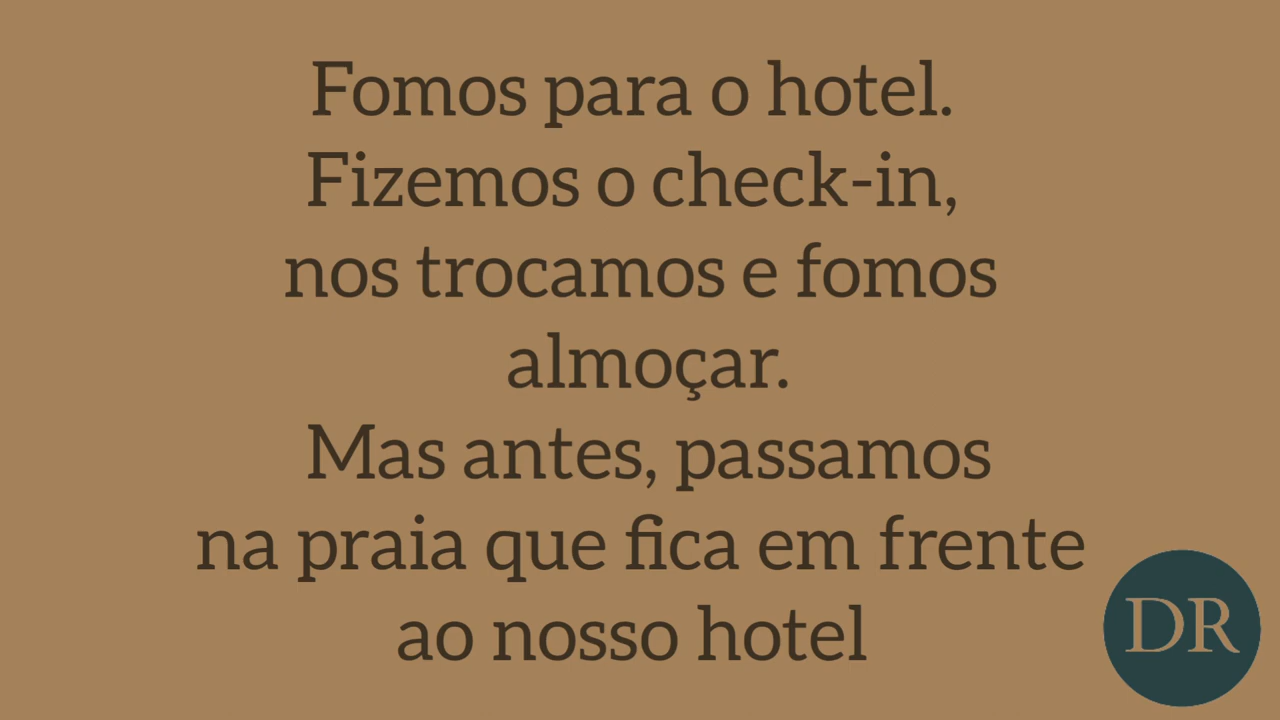 Fomos para o hotel.
Fizemos o check-in,
nos trocamos e fomos
almoçar.
Mas antes, passamos
na praia que fica em frente
ao nosso hotel
DR